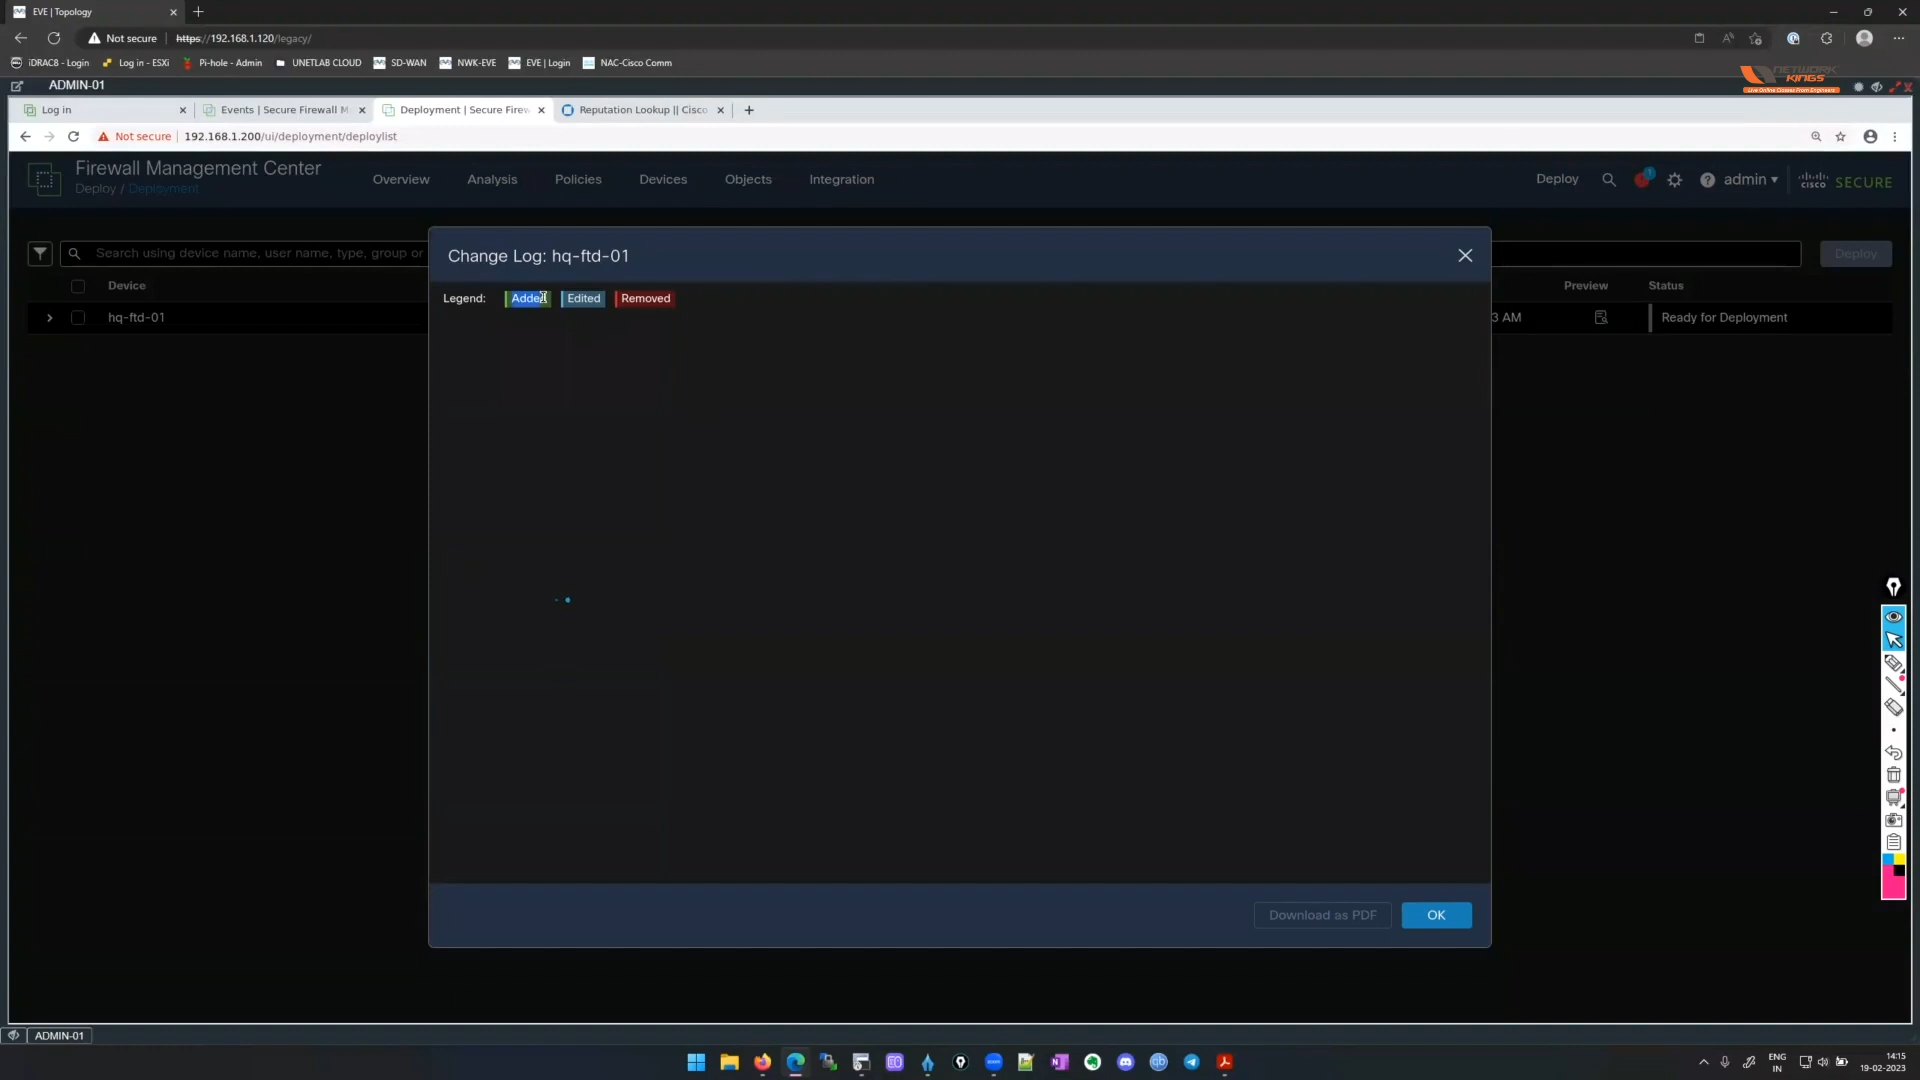 EVE | Topology
Not secure
https://192.168.1.120/legacy/
iDRAC8 - Login
Log in - ESXi
Pi-hole - Admin
UNETLAB CLOUD
SD-WAN
NWK-EVE
EVE | Login
NAC-Cisco Comm
NETWORK
KINGS
Live Online Classes From Engineers
ADMIN-01
Log in
Events | Secure Firewall M
Deployment | Secure Firew
Reputation Lookup || Cisco
Not secure
192.168.1.200/ui/deployment/deploylist
Firewall Management Center
Deploy / Deployment
Overview
Analysis
Policies
Devices
Objects
Integration
Deploy
1
admin
cisco
SECURE
Search using device name, user name, type, group or
Deploy
Device
Preview
Status
hq-ftd-01
3 AM
Ready for Deployment
Change Log: hq-ftd-01
Legend:
Added
Edited
Removed
Download as PDF
OK
ADMIN-01
ENG
IN
14:15
19-02-2023